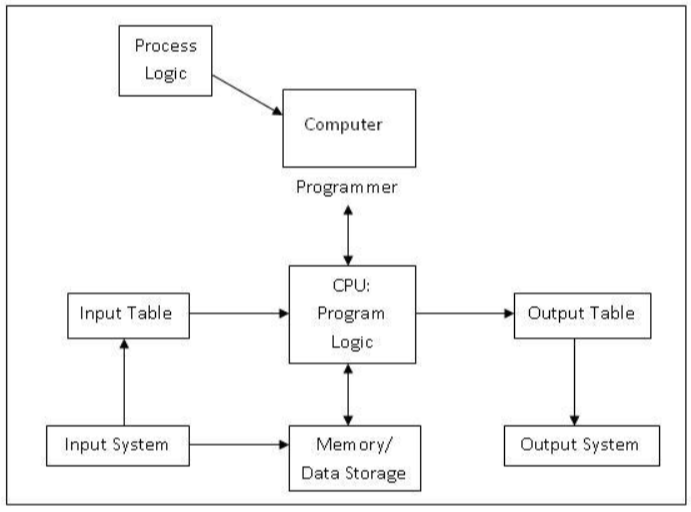 Process
Logic
Computer
Programmer
CPU:
Program
Logic
Input Table
Output Table
Input System
Memory/
Data Storage
Output System